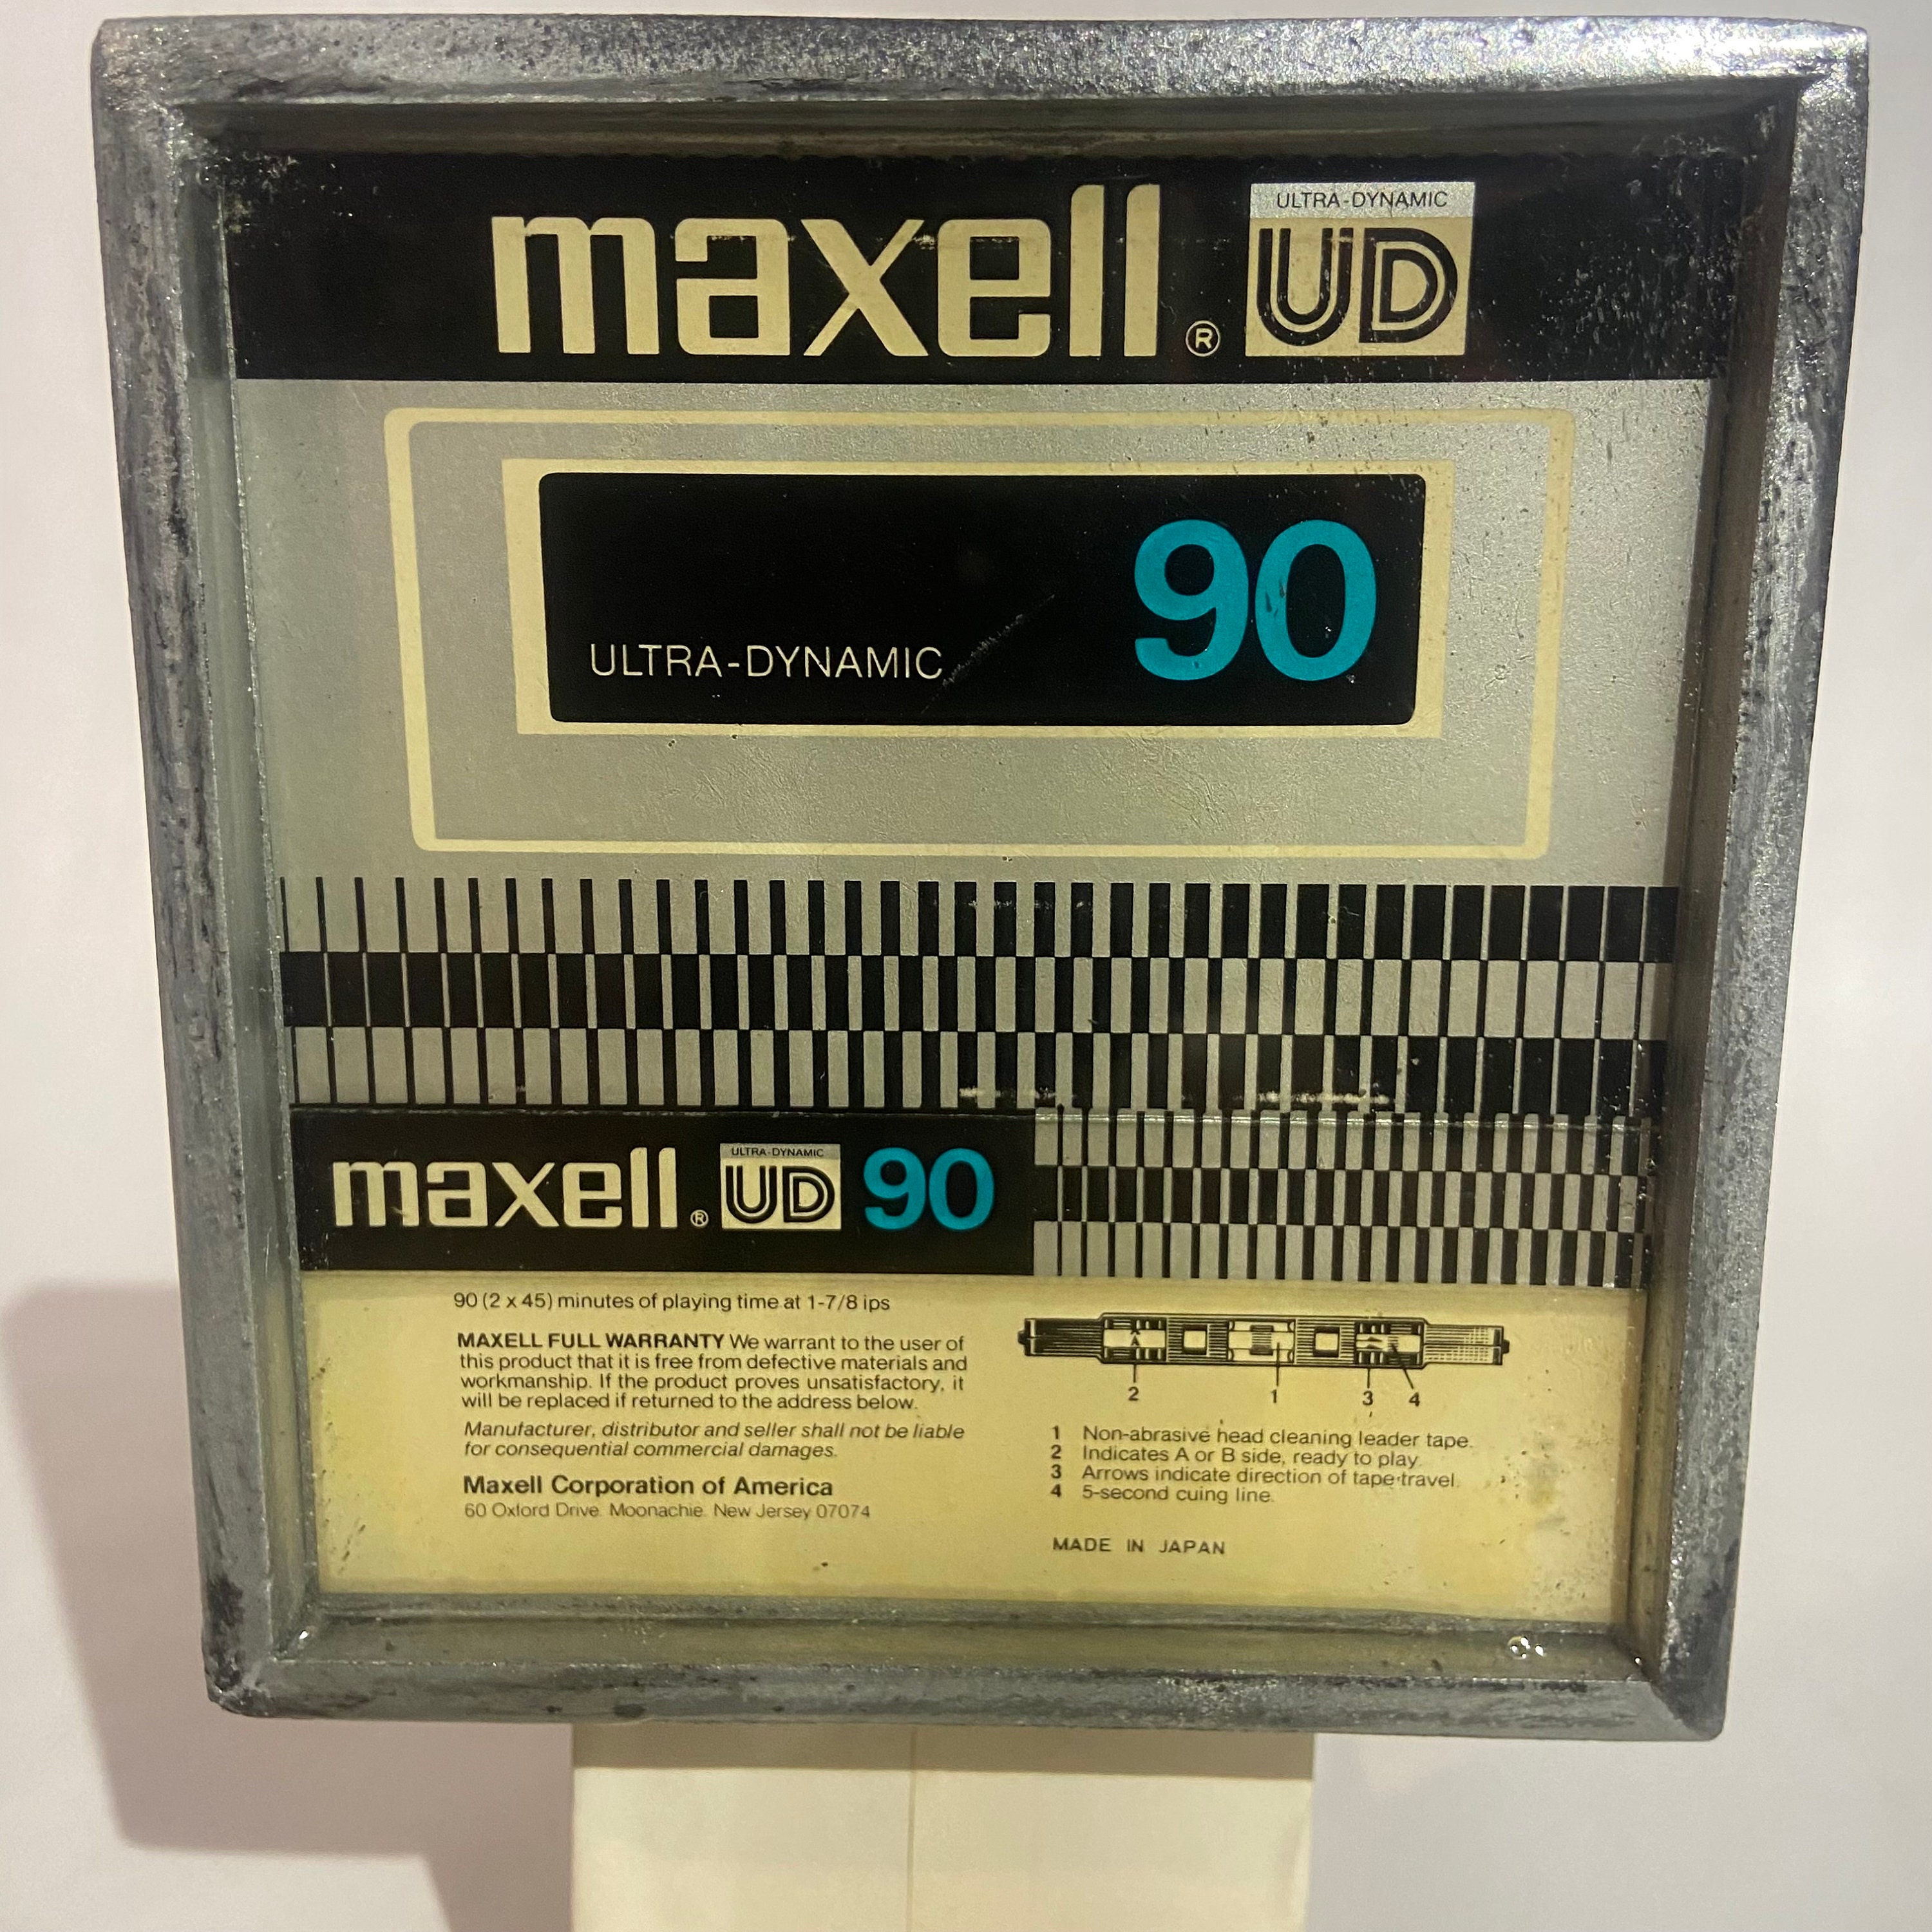 maxell® ULTRA-DYNAMIC UD
ULTRA-DYNAMIC 90
maxell® ULTRA-DYNAMIC UD 90
90 (2 x 45) minutes of playing time at 1-7/8 ips
MAXELL FULL WARRANTY We warrant to the user of
this product that it is free from defective materials and
workmanship. If the product proves unsatisfactory, it
will be replaced if returned to the address below.
Manufacturer, distributor and seller shall not be liable
for consequential commercial damages.
Maxell Corporation of America
60 Oxford Drive. Moonachie. New Jersey 07074
2 1 3 4
1 Non-abrasive head cleaning leader tape.
2 Indicates A or B side, ready to play.
3 Arrows indicate direction of tape travel.
4 5-second cuing line.
MADE IN JAPAN